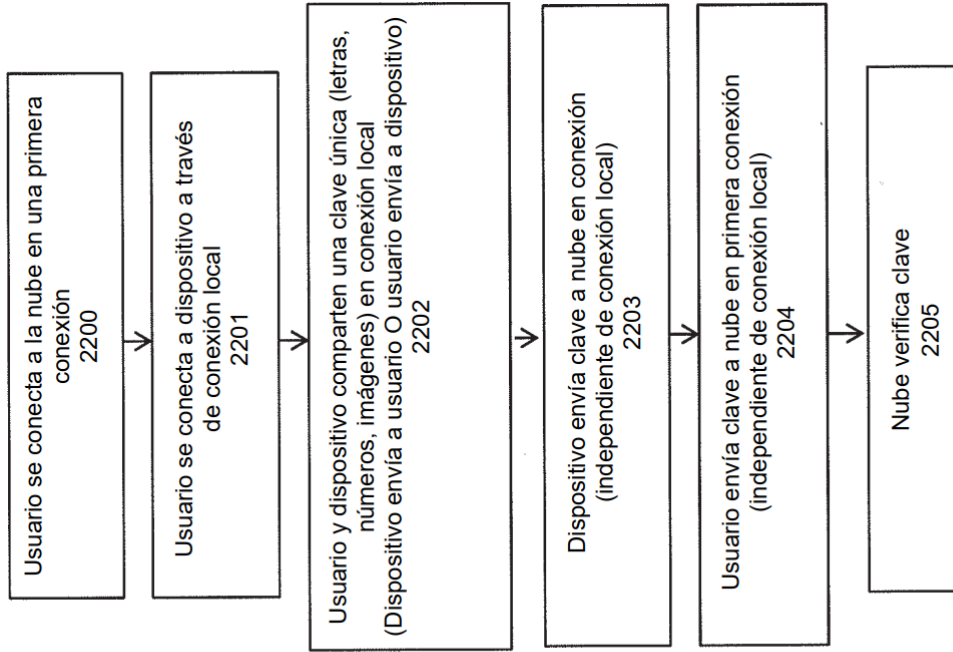 Usuario se conecta a la nube en una primera
conexión
2200
Usuario se conecta a dispositivo a través
de conexión local
2201
Usuario y dispositivo comparten una clave única (letras,
números, imágenes) en conexión local
(Dispositivo envía a usuario O usuario envía a dispositivo)
2202
Dispositivo envía clave a nube en conexión
(independiente de conexión local)
2203
Usuario envía clave a nube en primera conexión
(independiente de conexión local)
2204
Nube verifica clave
2205